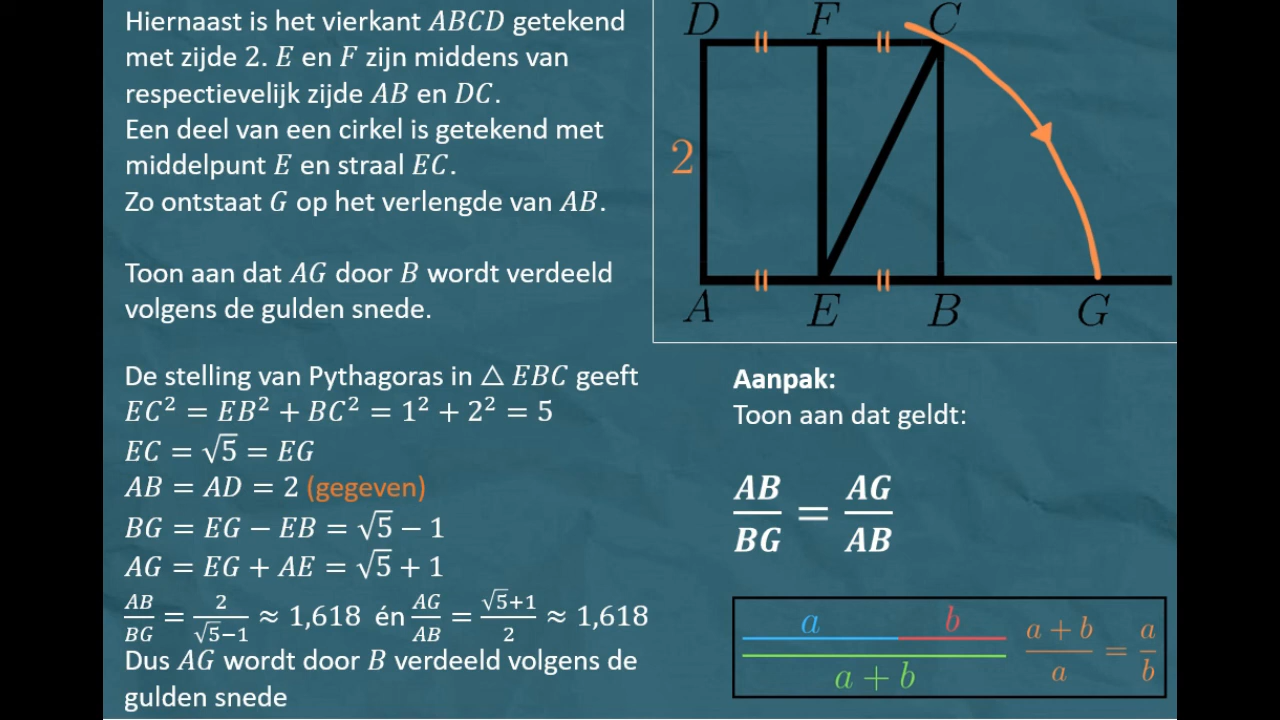 Hiernaast is het vierkant ABCD getekend
met zijde 2. E en F zijn middens van
respectievelijk zijde AB en DC.
Een deel van een cirkel is getekend met
middelpunt E en straal EC.
Zo ontstaat G op het verlengde van AB.
Toon aan dat AG door B wordt verdeeld
volgens de gulden snede.
De stelling van Pythagoras in △ EBC geeft
EC² = EB² + BC² = 1² + 2² = 5
EC = √5 = EG
AB = AD = 2 (gegeven)
BG = EG − EB = √5 − 1
AG = EG + AE = √5 + 1
AB/BG = 2/(√5−1) ≈ 1,618 én AG/AB = (√5+1)/2 ≈ 1,618
Dus AG wordt door B verdeeld volgens de
gulden snede
D F C
2
A E B G
Aanpak:
Toon aan dat geldt:
AB/BG = AG/AB
a b
a + b
(a + b)/a = a/b